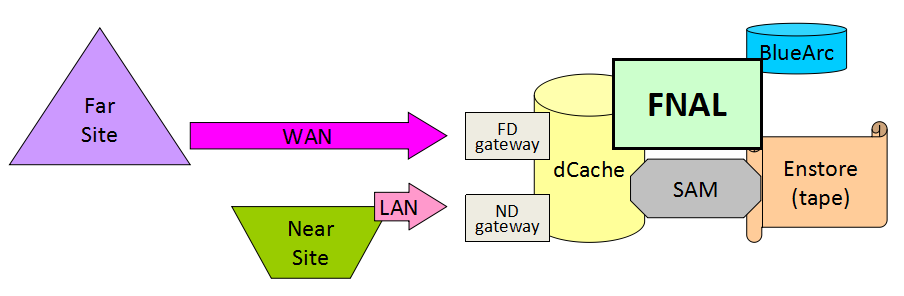 Far
Site
WAN
LAN
Near
Site
FD
gateway
ND
gateway
dCache
FNAL
BlueArc
SAM
Enstore
(tape)